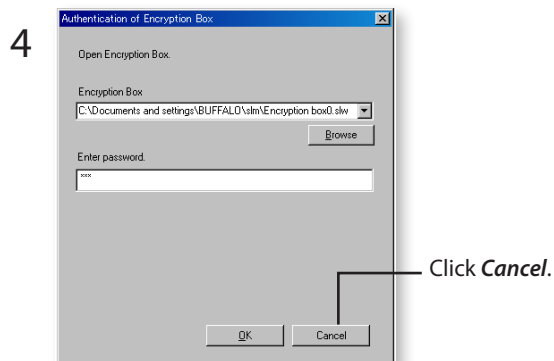 4
Authentication of Encryption Box
Open Encryption Box.
Encryption Box
C:\Documents and settings\BUFFALO\slm\Encryption box0.slw
Browse
Enter password.
xxx
Click Cancel.
OK
Cancel